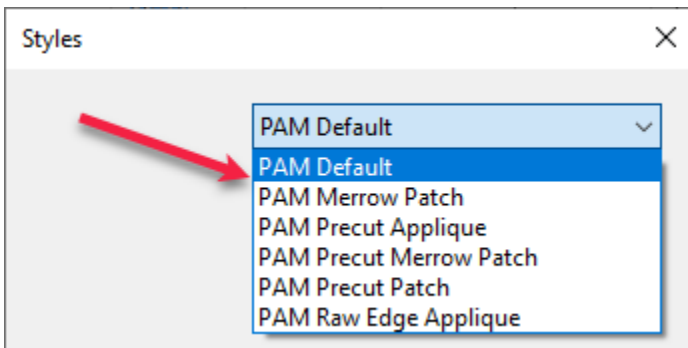 Styles
PAM Default
PAM Default
PAM Merrow Patch
PAM Precut Applique
PAM Precut Merrow Patch
PAM Precut Patch
PAM Raw Edge Applique